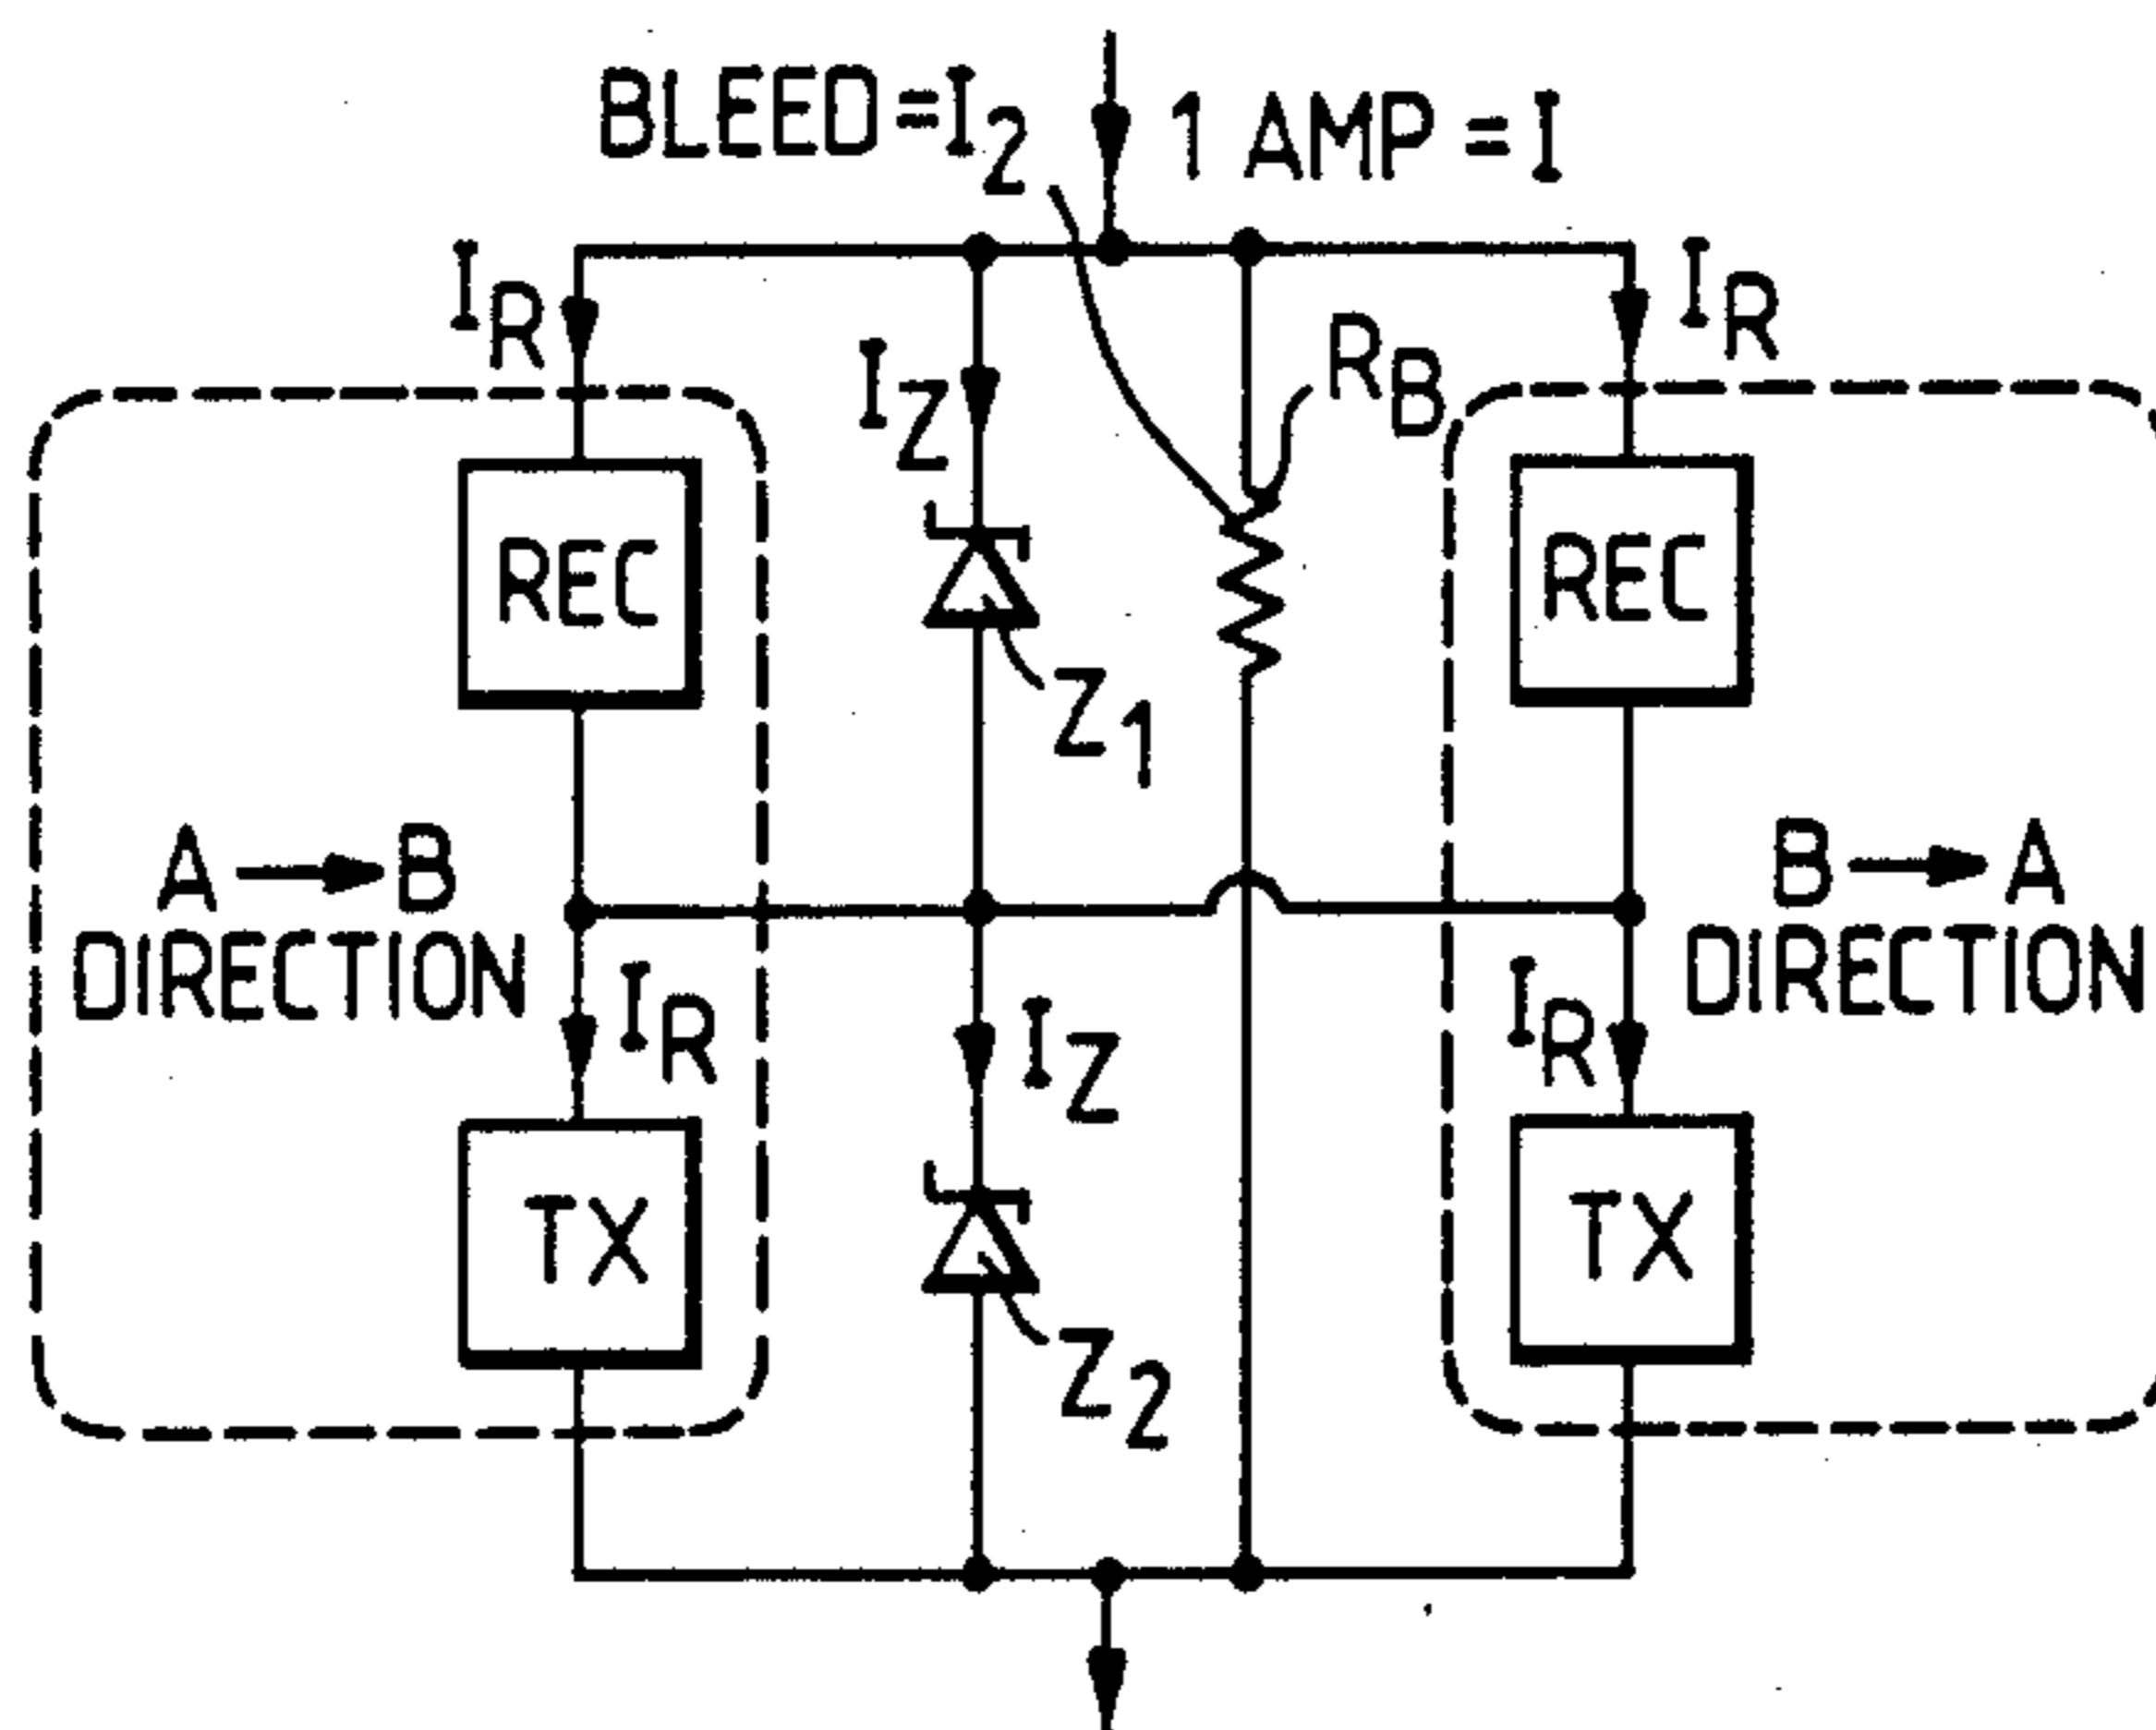 BLEED=I2
1 AMP=I
IR
IZ
RB
IR
REC
REC
Z1
A→B
DIRECTION
B→A
DIRECTION
IR
IZ
IR
TX
TX
Z2